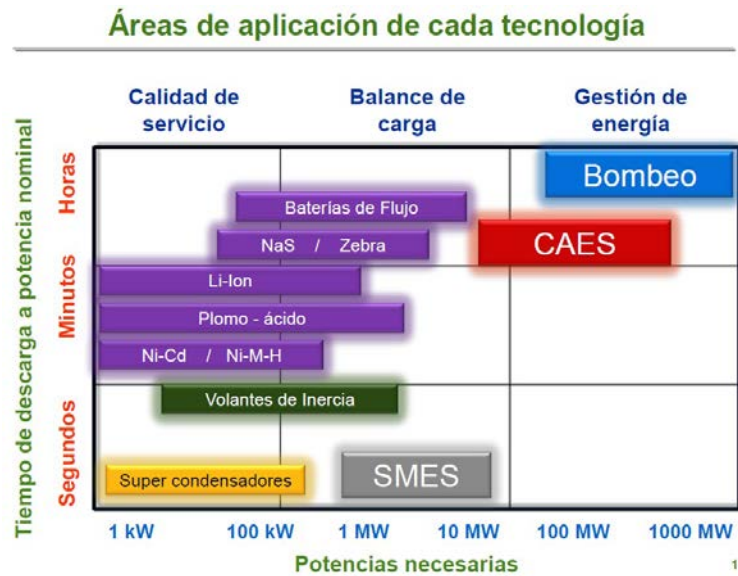 Áreas de aplicación de cada tecnología
Calidad de
servicio
Balance de
carga
Gestión de
energía
Tiempo de descarga a potencia nominal
Horas
Minutos
Segundos
Bombeo
Baterías de Flujo
NaS / Zebra
CAES
Li-Ion
Plomo - ácido
Ni-Cd / Ni-M-H
Volantes de Inercia
Super condensadores
SMES
1 kW 100 kW 1 MW 10 MW 100 MW 1000 MW
Potencias necesarias
1